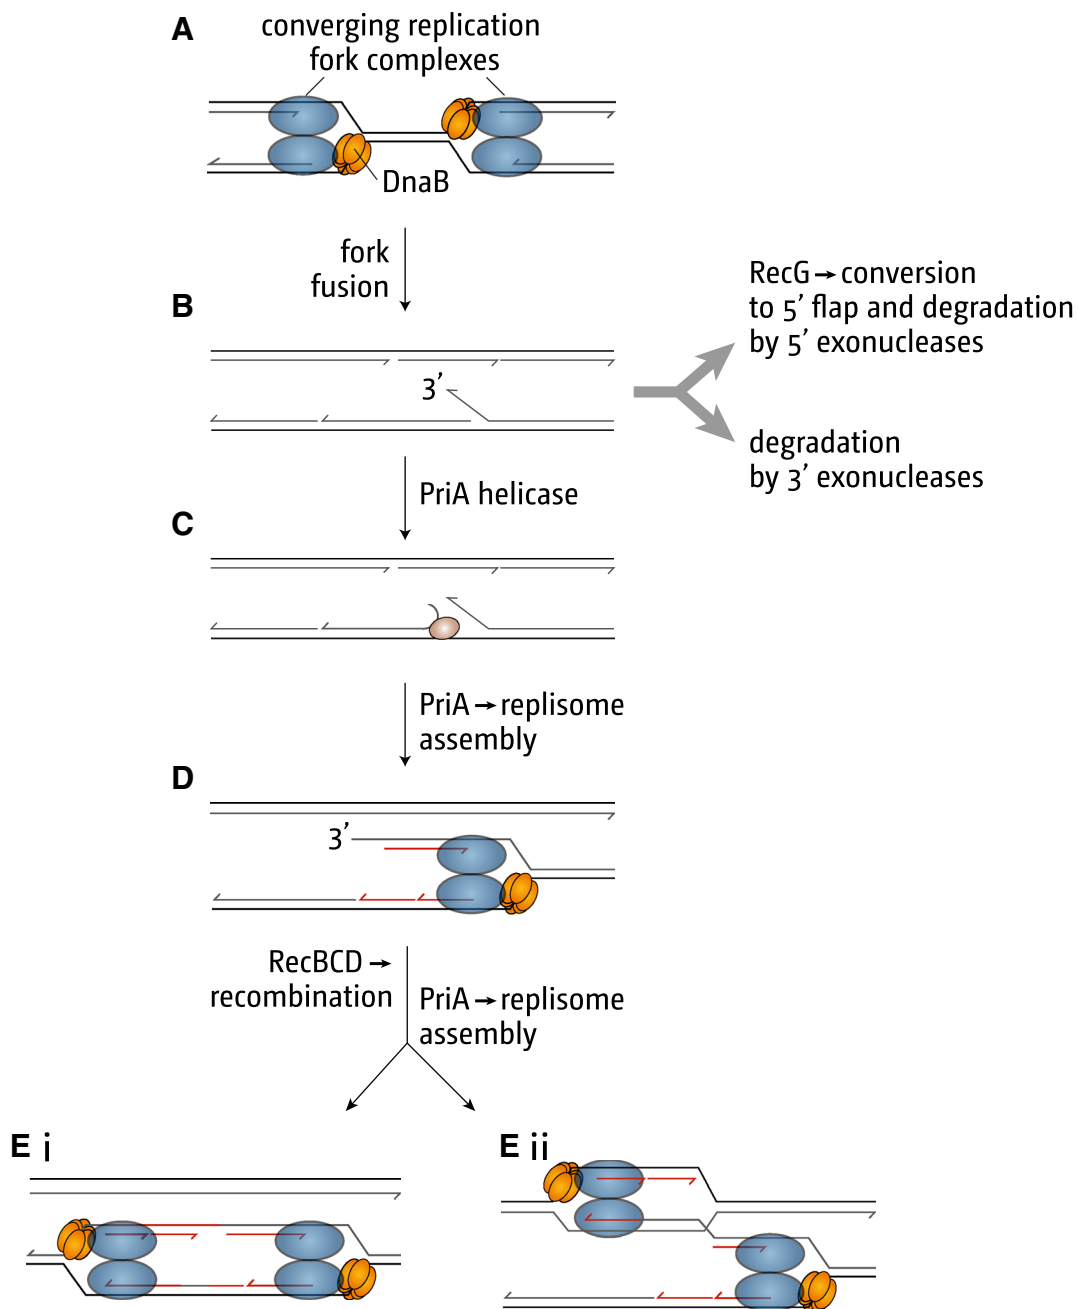 A
converging replication
fork complexes
DnaB
fork
fusion
B
3’
RecG → conversion
to 5’ flap and degradation
by 5’ exonucleases
degradation
by 3’ exonucleases
PriA helicase
C
PriA → replisome
assembly
D
3’
RecBCD →
recombination
PriA → replisome
assembly
E i
E ii